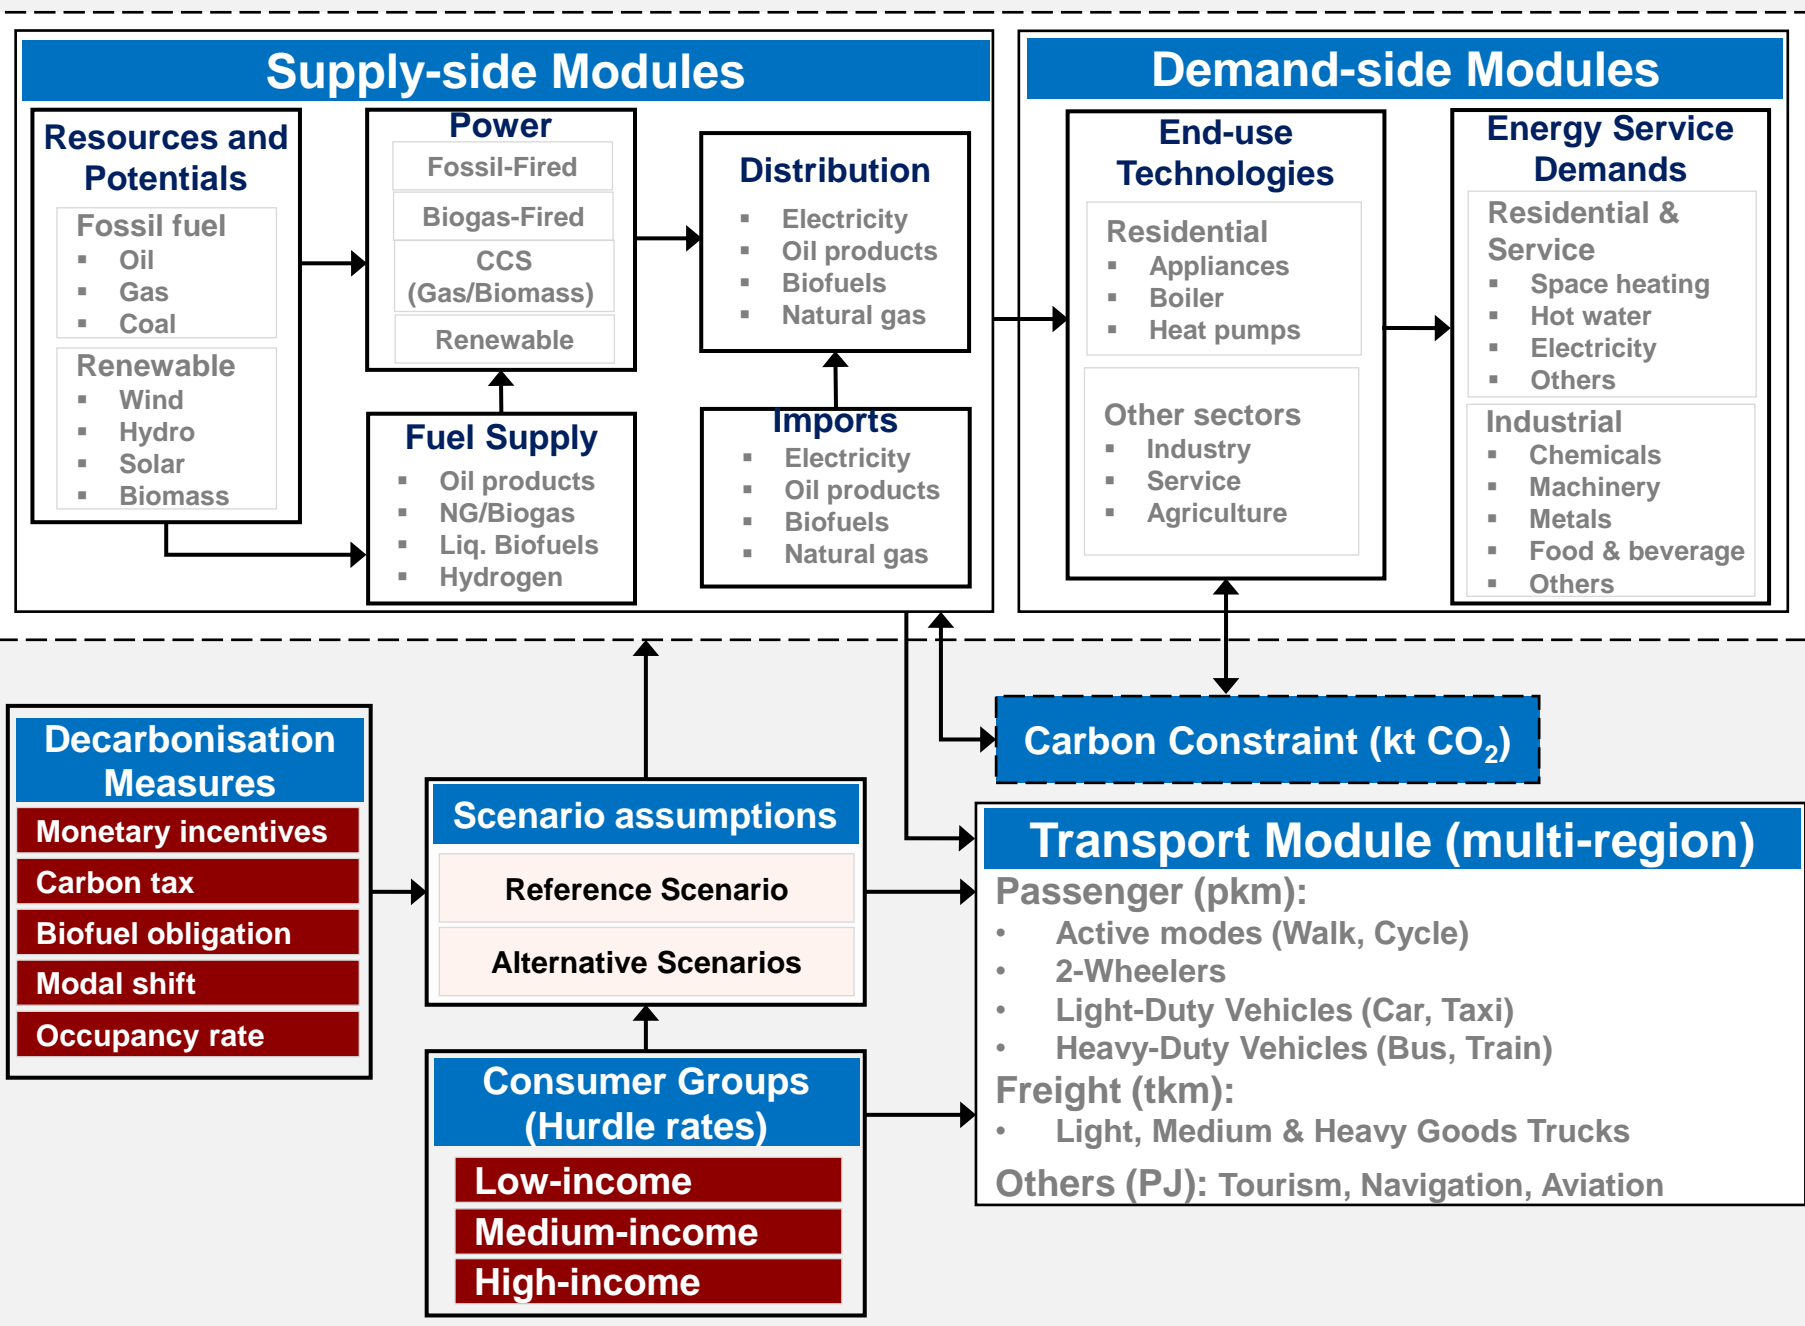 Supply-side Modules
Resources and
Potentials
Fossil fuel
▪ Oil
▪ Gas
▪ Coal
Renewable
▪ Wind
▪ Hydro
▪ Solar
▪ Biomass
Power
Fossil-Fired
Biogas-Fired
CCS
(Gas/Biomass)
Renewable
Fuel Supply
▪ Oil products
▪ NG/Biogas
▪ Liq. Biofuels
▪ Hydrogen
Distribution
▪ Electricity
▪ Oil products
▪ Biofuels
▪ Natural gas
Imports
▪ Electricity
▪ Oil products
▪ Biofuels
▪ Natural gas
Demand-side Modules
End-use
Technologies
Residential
▪ Appliances
▪ Boiler
▪ Heat pumps
Other sectors
▪ Industry
▪ Service
▪ Agriculture
Energy Service
Demands
Residential &
Service
▪ Space heating
▪ Hot water
▪ Electricity
▪ Others
Industrial
▪ Chemicals
▪ Machinery
▪ Metals
▪ Food & beverage
▪ Others
Carbon Constraint (kt CO₂)
Decarbonisation
Measures
Monetary incentives
Carbon tax
Biofuel obligation
Modal shift
Occupancy rate
Scenario assumptions
Reference Scenario
Alternative Scenarios
Consumer Groups
(Hurdle rates)
Low-income
Medium-income
High-income
Transport Module (multi-region)
Passenger (pkm):
• Active modes (Walk, Cycle)
• 2-Wheelers
• Light-Duty Vehicles (Car, Taxi)
• Heavy-Duty Vehicles (Bus, Train)
Freight (tkm):
• Light, Medium & Heavy Goods Trucks
Others (PJ): Tourism, Navigation, Aviation